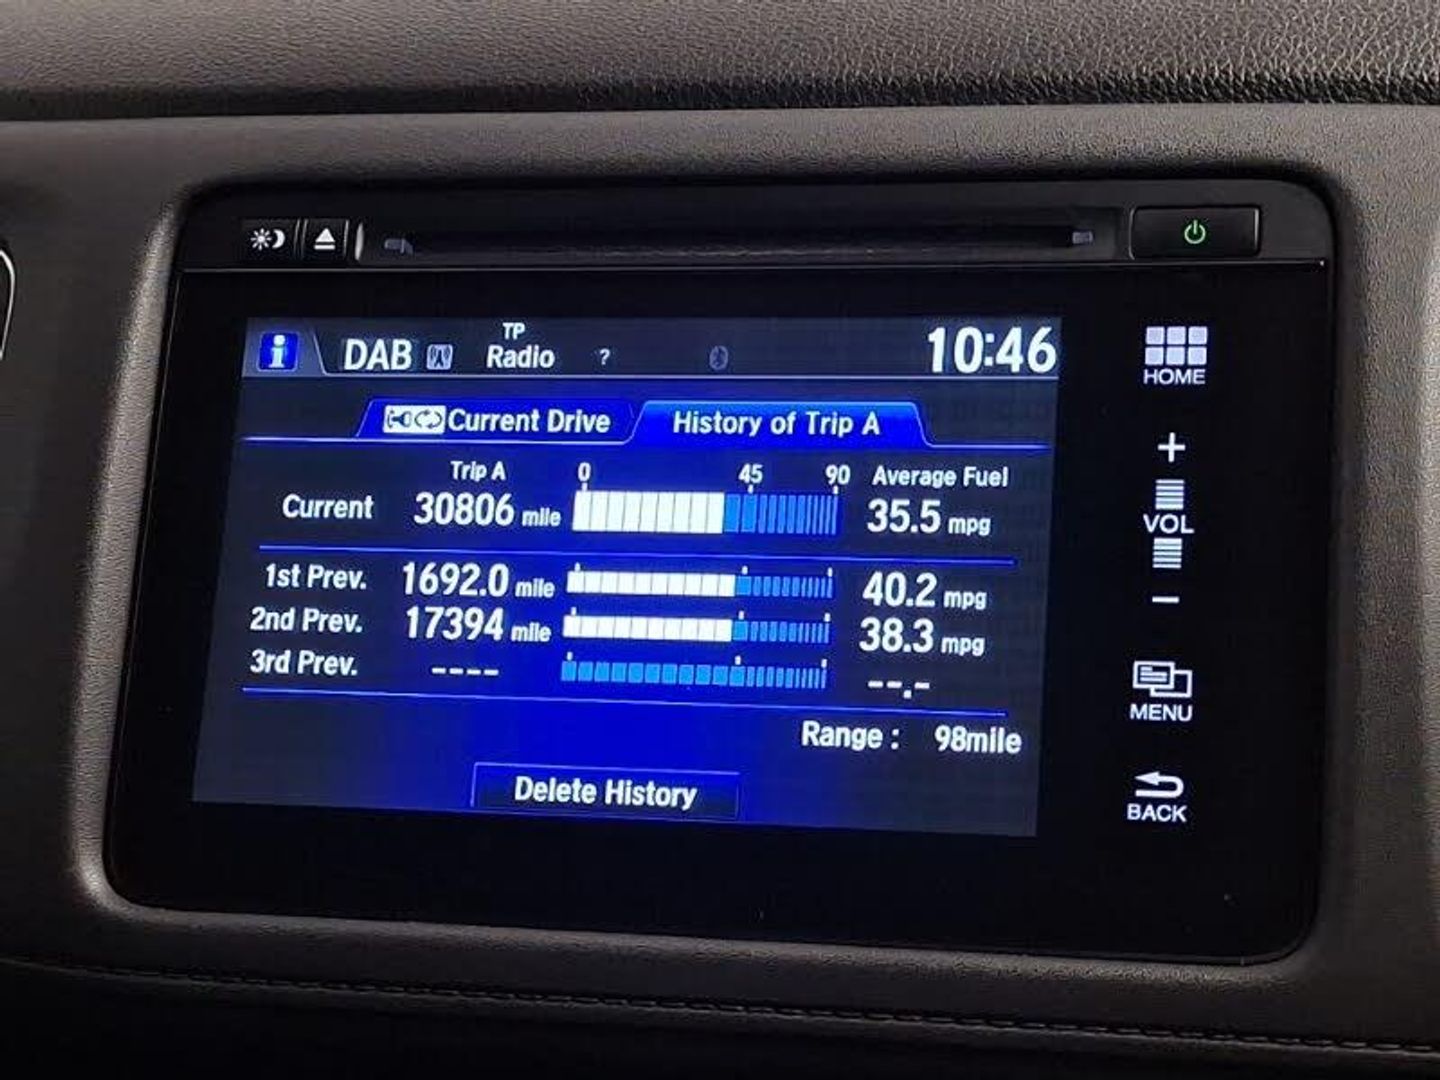 DAB TP Radio ? 10:46
Current Drive History of Trip A
Trip A 0 45 90 Average Fuel
Current 30806 mile 35.5 mpg
1st Prev. 1692.0 mile 40.2 mpg
2nd Prev. 17394 mile 38.3 mpg
3rd Prev. ---- --.-
Range : 98mile
Delete History
HOME
+
VOL
−
MENU
BACK